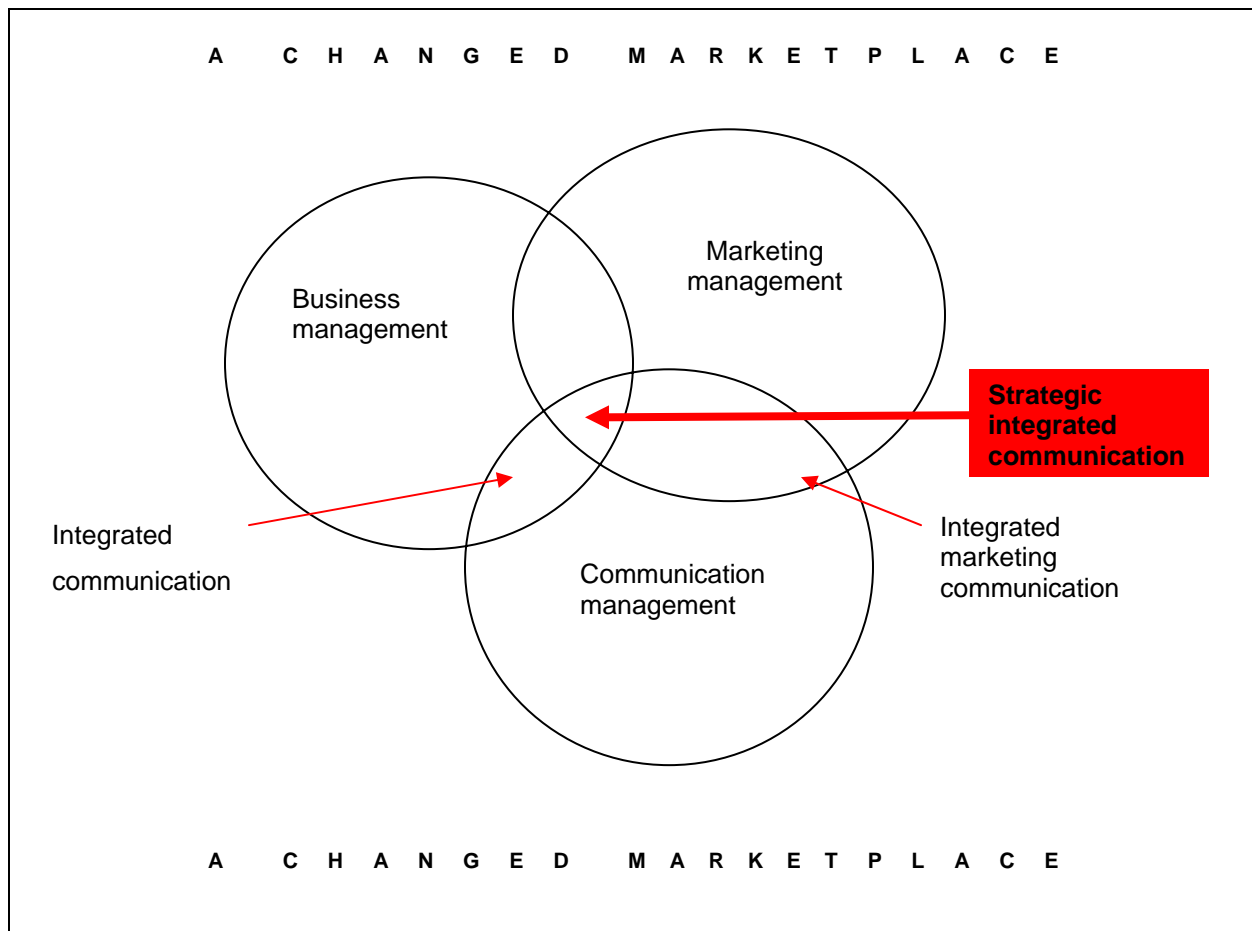 A CHANGED MARKETPLACE
Marketing
management
Business
management
Strategic
integrated
communication
Integrated
communication
Integrated
marketing
communication
Communication
management
A CHANGED MARKETPLACE